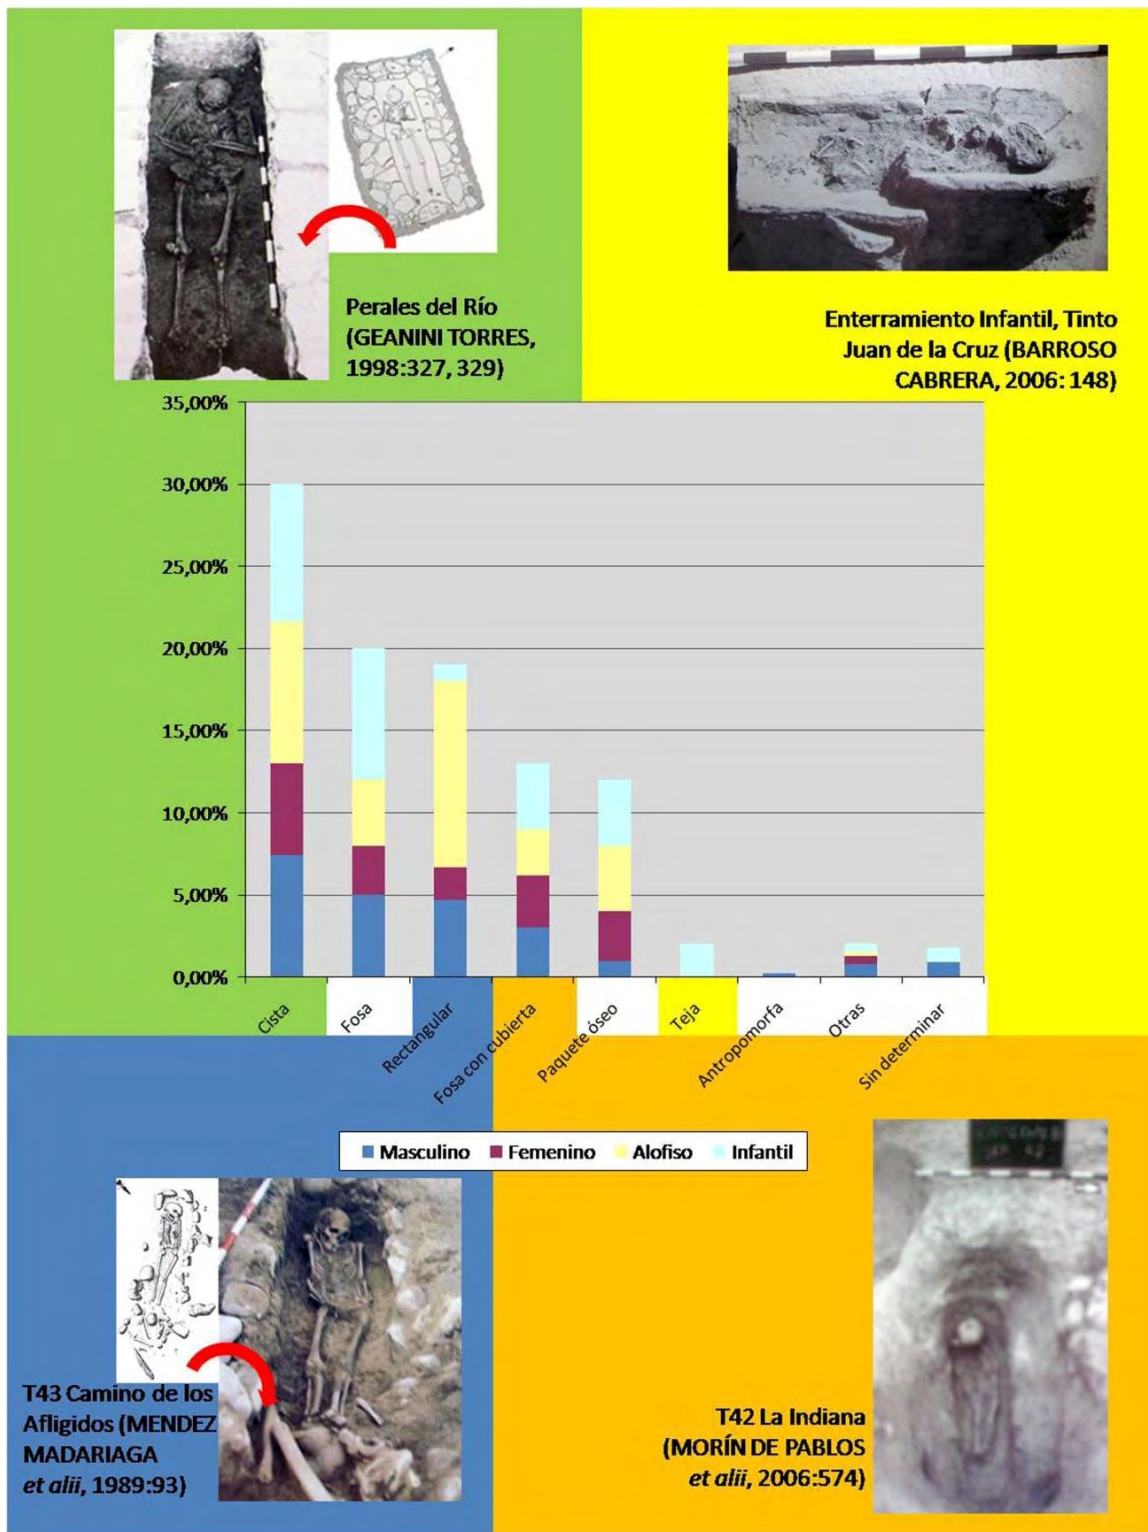 Perales del Río
(GEANINI TORRES,
1998:327, 329)
Enterramiento Infantil, Tinto
Juan de la Cruz (BARROSO
CABRERA, 2006: 148)
35,00%
30,00%
25,00%
20,00%
15,00%
10,00%
5,00%
0,00%
Cista
Fosa
Rectangular
Fosa con cubierta
Paquete óseo
Teja
Antropomorfa
Otras
Sin determinar
Masculino
Femenino
Alofiso
Infantil
T43 Camino de los
Afligidos (MENDEZ
MADARIAGA
et alii, 1989:93)
T42 La Indiana
(MORÍN DE PABLOS
et alii, 2006:574)